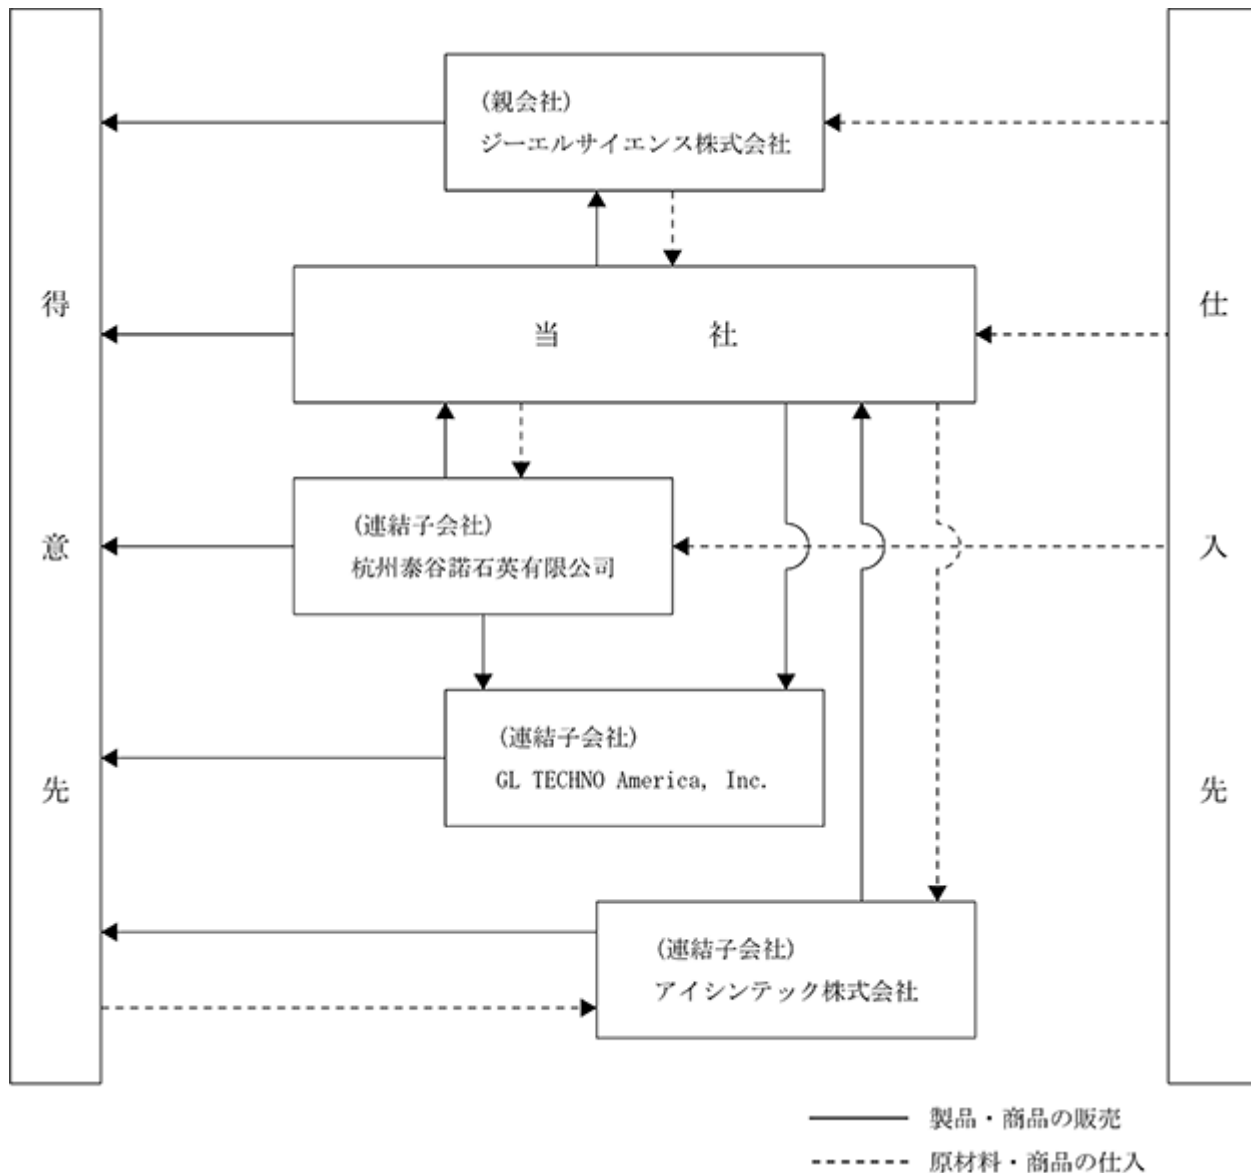 (親会社)
ジーエルサイエンス株式会社
得意先
当社
仕入先
(連結子会社)
杭州泰谷諾石英有限公司
(連結子会社)
GL TECHNO America, Inc.
(連結子会社)
アイシンテック株式会社
製品・商品の販売
原材料・商品の仕入